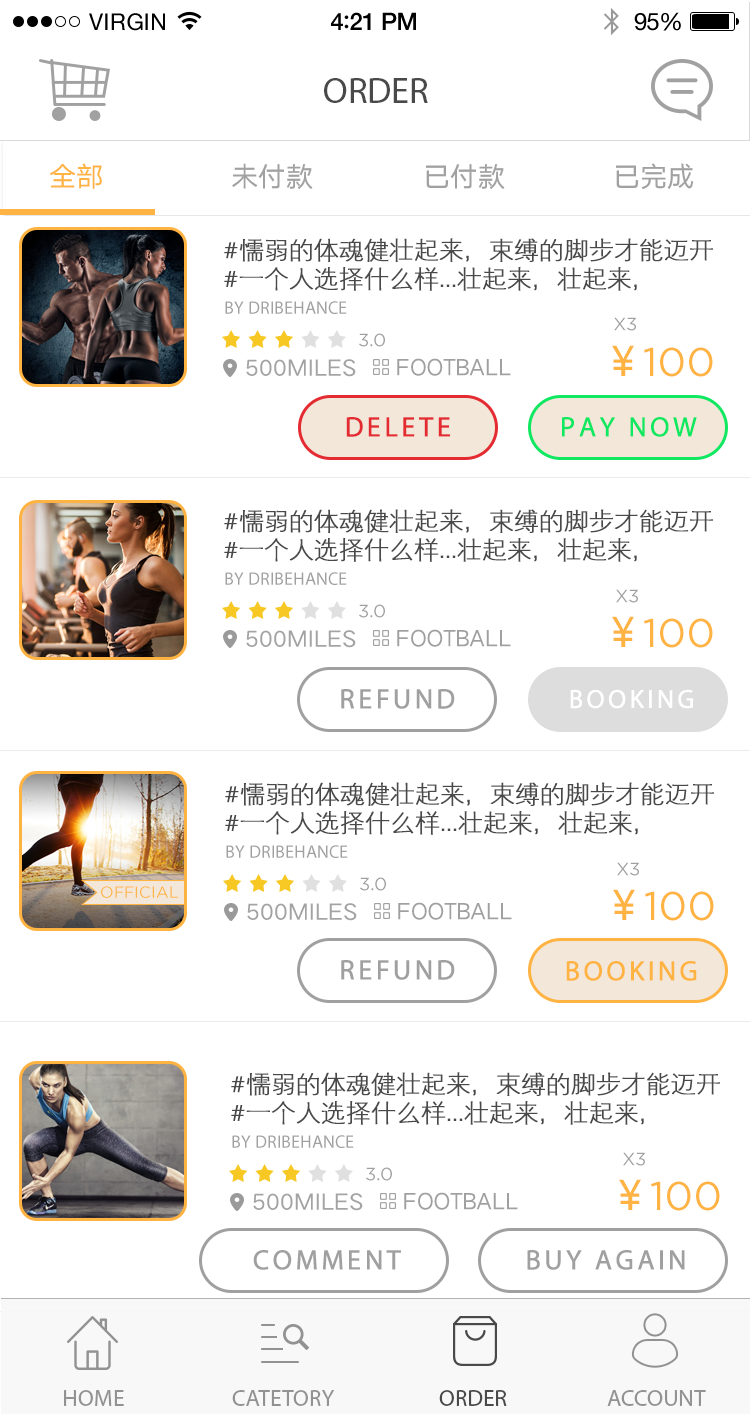 VIRGIN 4:21 PM 95%
ORDER
全部 未付款 已付款 已完成
#懦弱的体魂健壮起来，束缚的脚步才能迈开
#一个人选择什么样...壮起来，壮起来，
BY DRIBEHANCE
X3
3.0
¥100
500MILES FOOTBALL
DELETE PAY NOW
#懦弱的体魂健壮起来，束缚的脚步才能迈开
#一个人选择什么样...壮起来，壮起来，
BY DRIBEHANCE
X3
3.0
¥100
500MILES FOOTBALL
REFUND BOOKING
#懦弱的体魂健壮起来，束缚的脚步才能迈开
#一个人选择什么样...壮起来，壮起来，
BY DRIBEHANCE
X3
OFFICIAL
3.0
¥100
500MILES FOOTBALL
REFUND BOOKING
#懦弱的体魂健壮起来，束缚的脚步才能迈开
#一个人选择什么样...壮起来，壮起来，
BY DRIBEHANCE
X3
3.0
¥100
500MILES FOOTBALL
COMMENT BUY AGAIN
HOME CATETORY ORDER ACCOUNT